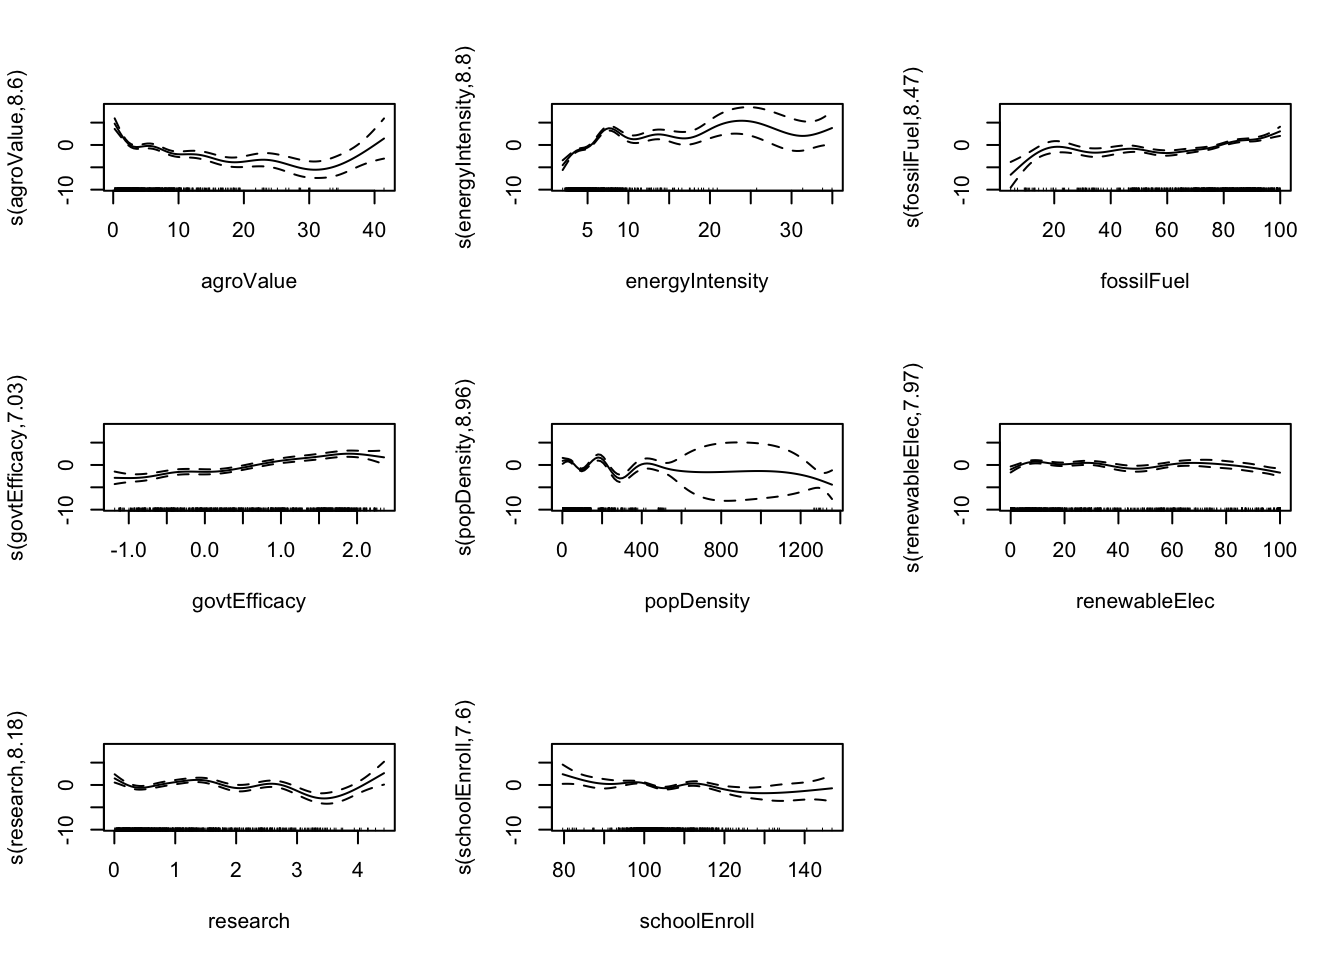 s(agroValue,8.6)
0
-10
0 10 20 30 40
agroValue
s(energyIntensity,8.8)
0
-10
5 10 20 30
energyIntensity
s(fossilFuel,8.47)
0
-10
20 40 60 80 100
fossilFuel
s(govtEfficacy,7.03)
0
-10
-1.0 0.0 1.0 2.0
govtEfficacy
s(popDensity,8.96)
0
-10
0 400 800 1200
popDensity
s(renewableElec,7.97)
0
-10
0 20 40 60 80 100
renewableElec
s(research,8.18)
0
-10
0 1 2 3 4
research
s(schoolEnroll,7.6)
0
-10
80 100 120 140
schoolEnroll